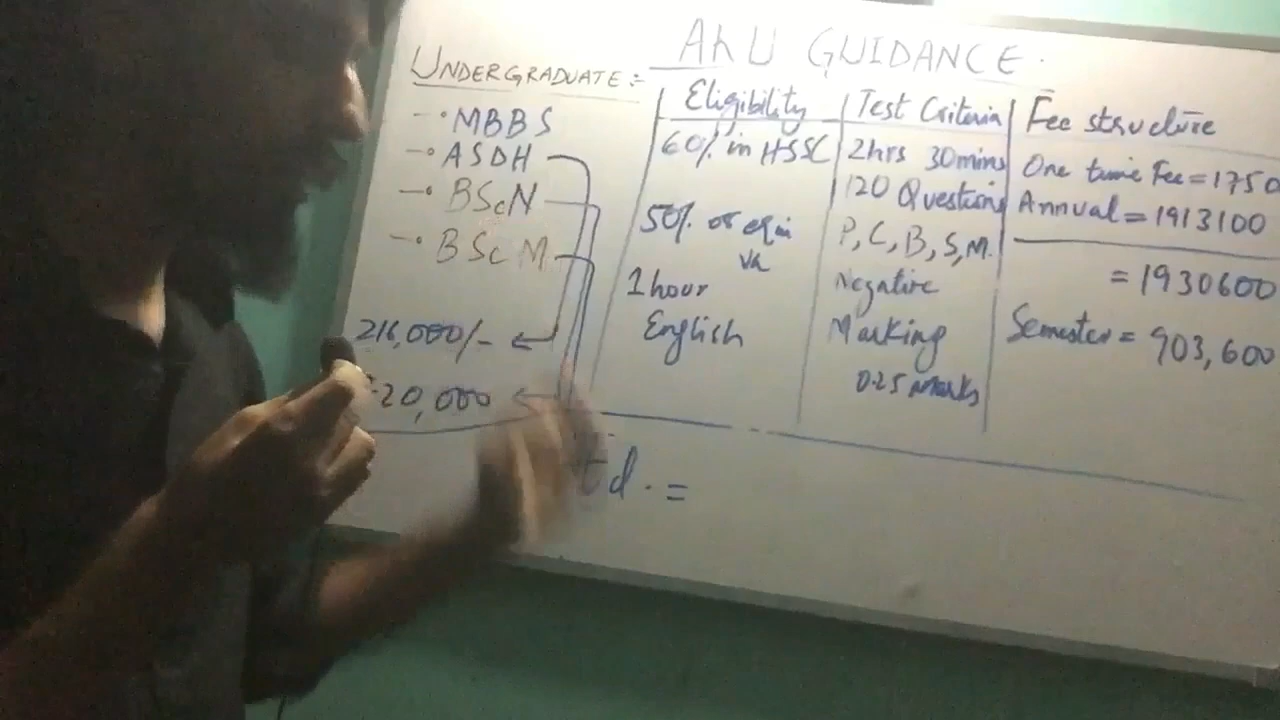 AKU GUIDANCE
UNDERGRADUATE:-
-• MBBS
-• ASDH
-• BScN
-• BScM
216,000/-
20,000
Eligibility
60% in HSSC
50% or
1 hour
English
Test Criteria
2hrs 30mins
120 Questions
P, C, B, S, M.
Negative
Marking
0.25 Marks
Fee structure
One time Fee = 1750
Annual = 1913100
= 1930600
Semester = 903,600
td. =